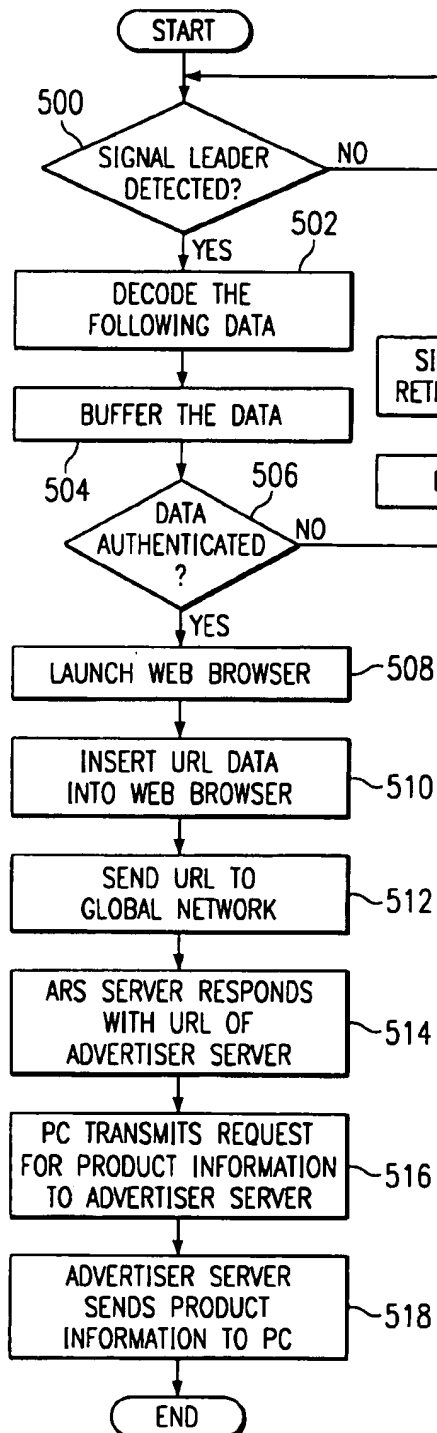 START
500
SIGNAL LEADER
DETECTED?
NO
YES
502
DECODE THE
FOLLOWING DATA
BUFFER THE DATA
504
506
DATA
AUTHENTICATED
?
NO
YES
LAUNCH WEB BROWSER
508
INSERT URL DATA
INTO WEB BROWSER
510
SEND URL TO
GLOBAL NETWORK
512
ARS SERVER RESPONDS
WITH URL OF
ADVERTISER SERVER
514
PC TRANSMITS REQUEST
FOR PRODUCT INFORMATION
TO ADVERTISER SERVER
516
ADVERTISER SERVER
SENDS PRODUCT
INFORMATION TO PC
518
END